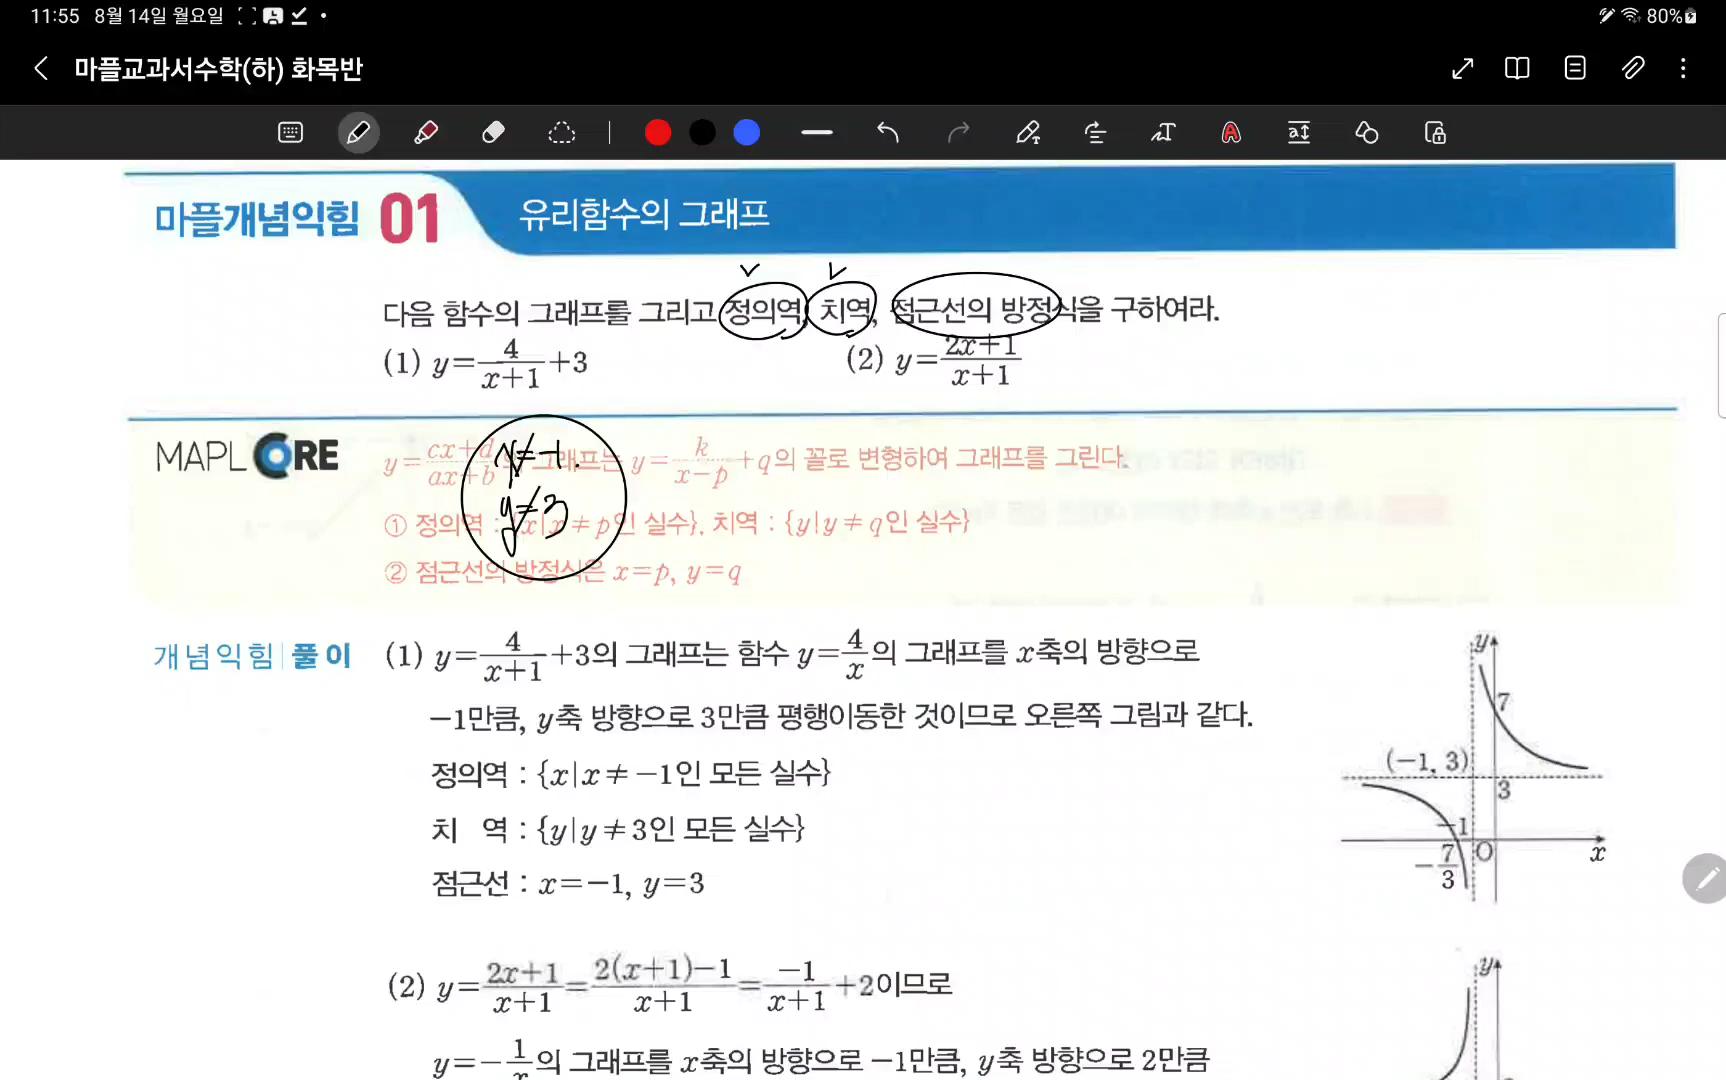 11:55 8월 14일 월요일
80%
마플교과서수학(하) 화목반
마플개념익힘 01 유리함수의 그래프
다음 함수의 그래프를 그리고 정의역, 치역, 점근선의 방정식을 구하여라.
(1) y=4/(x+1)+3 (2) y=(2x+1)/(x+1)
MAPL CORE
y=(cx+d)/(ax+b)의 그래프는 y=k/(x-p)+q의 꼴로 변형하여 그래프를 그린다.
x≠-1.
y≠3
① 정의역 : {x|x≠p인 실수}, 치역 : {y|y≠q인 실수}
② 점근선의 방정식은 x=p, y=q
개념익힘 | 풀이 (1) y=4/(x+1)+3의 그래프는 함수 y=4/x의 그래프를 x축의 방향으로
-1만큼, y축 방향으로 3만큼 평행이동한 것이므로 오른쪽 그림과 같다.
정의역 : {x|x≠-1인 모든 실수}
치 역 : {y|y≠3인 모든 실수}
점근선 : x=-1, y=3
y
7
(-1, 3)
3
-1
-7/3
O
x
(2) y=(2x+1)/(x+1)=(2(x+1)-1)/(x+1)=-1/(x+1)+2이므로
y
y=-1/x의 그래프를 x축의 방향으로 -1만큼, y축 방향으로 2만큼